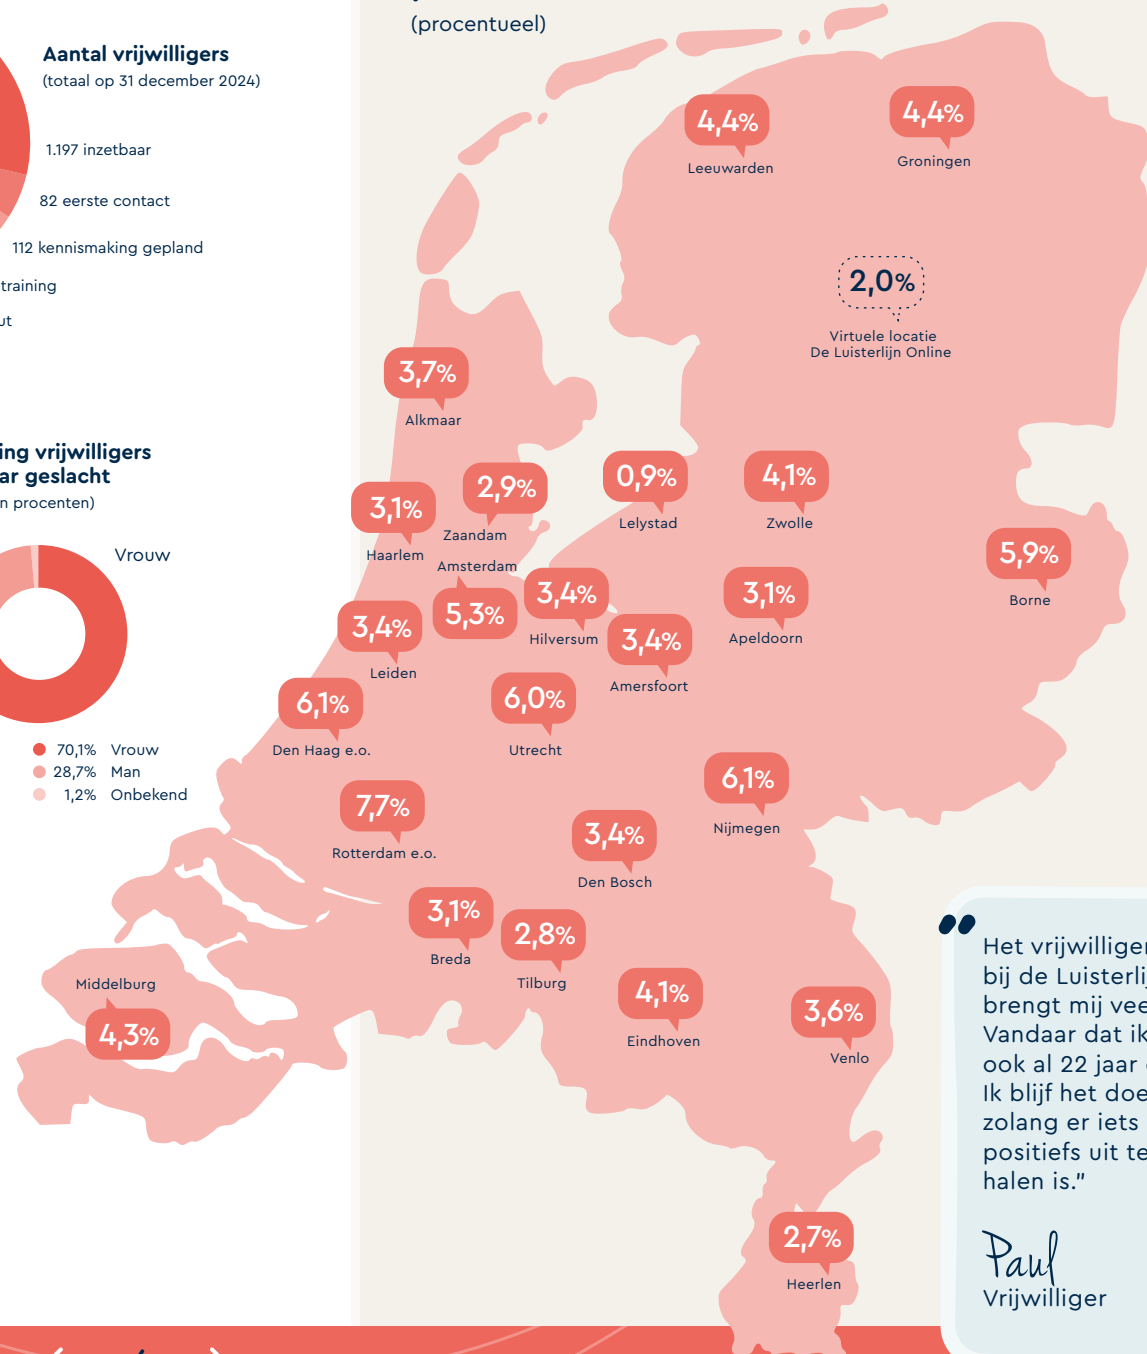 (procentueel)
Aantal vrijwilligers
(totaal op 31 december 2024)
1.197 inzetbaar
82 eerste contact
112 kennismaking gepland
training
ut
ing vrijwilligers
ar geslacht
n procenten)
Vrouw
70,1% Vrouw
28,7% Man
1,2% Onbekend
4,4%
Leeuwarden
4,4%
Groningen
2,0%
Virtuele locatie
De Luisterlijn Online
3,7%
Alkmaar
2,9%
Zaandam
0,9%
Lelystad
4,1%
Zwolle
3,1%
Haarlem
Amsterdam
5,3%
3,4%
Hilversum
3,1%
Apeldoorn
5,9%
Borne
3,4%
Leiden
3,4%
Amersfoort
6,1%
Den Haag e.o.
6,0%
Utrecht
7,7%
Rotterdam e.o.
6,1%
Nijmegen
3,4%
Den Bosch
3,1%
Breda
2,8%
Tilburg
Middelburg
4,3%
4,1%
Eindhoven
3,6%
Venlo
2,7%
Heerlen
"
Het vrijwilliger
bij de Luisterlij
brengt mij vee
Vandaar dat ik
ook al 22 jaar
Ik blijf het doe
zolang er iets
positiefs uit te
halen is."
Paul
Vrijwilliger